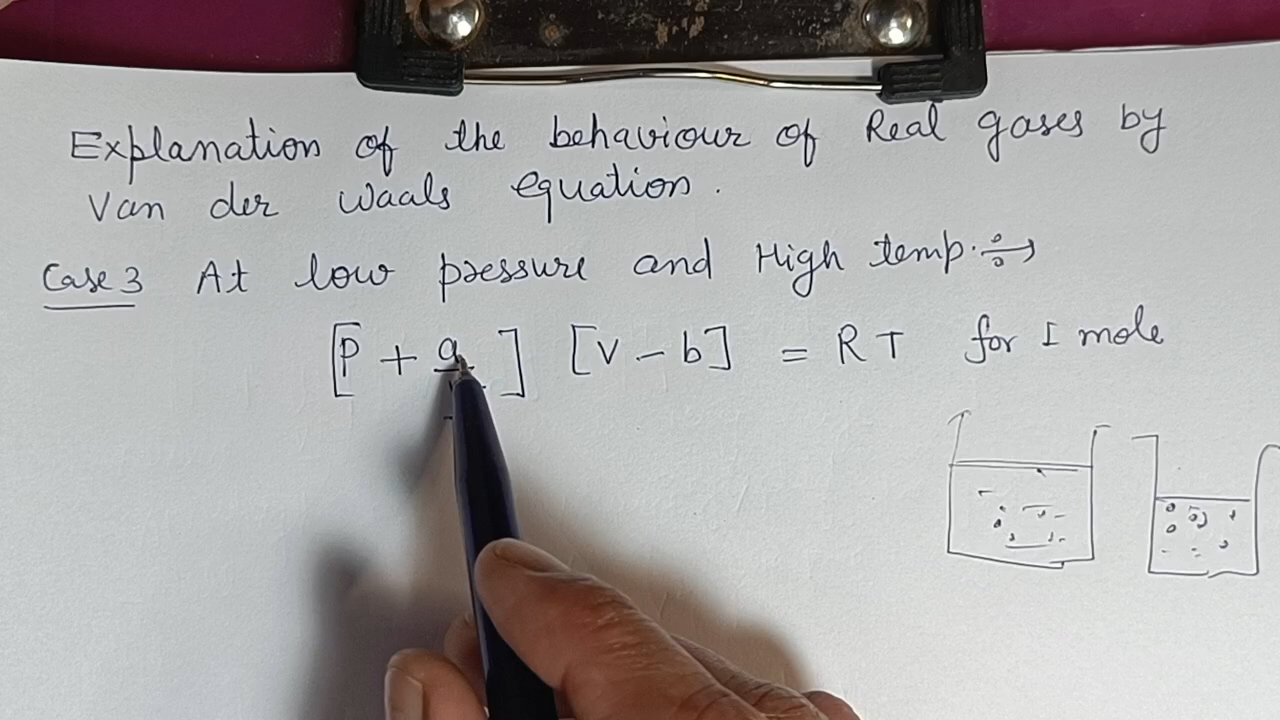 Explanation of the behaviour of Real gases by
Van der Waals equation.
Case 3 At low pressure and High temp. ÷→
[P + a/v ] [V - b] = RT for 1 mole